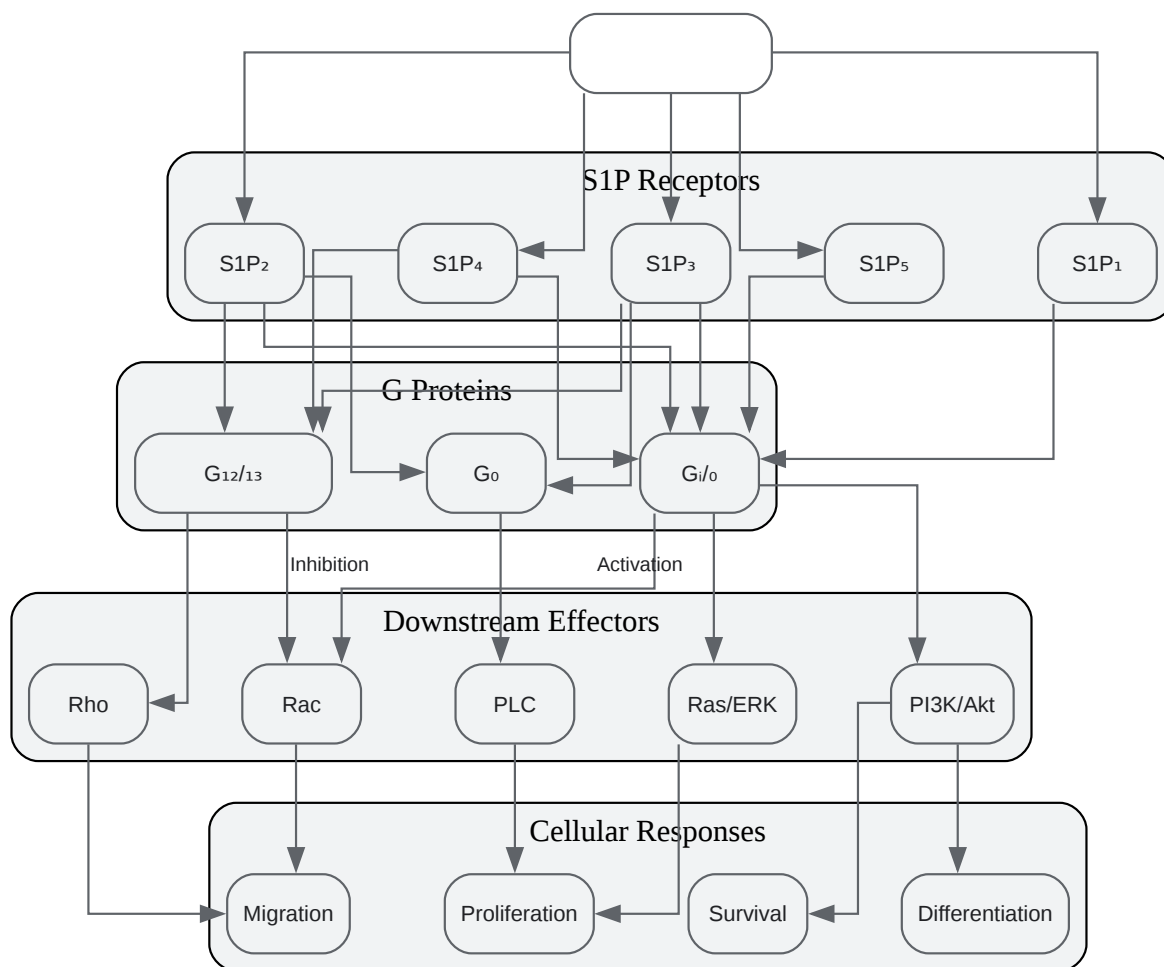 S1P Receptors
S1P₂
S1P₄
S1P₃
S1P₅
S1P₁
G Proteins
G₁₂/₁₃
G₀
Gᵢ/₀
Inhibition
Activation
Downstream Effectors
Rho
Rac
PLC
Ras/ERK
PI3K/Akt
Cellular Responses
Migration
Proliferation
Survival
Differentiation